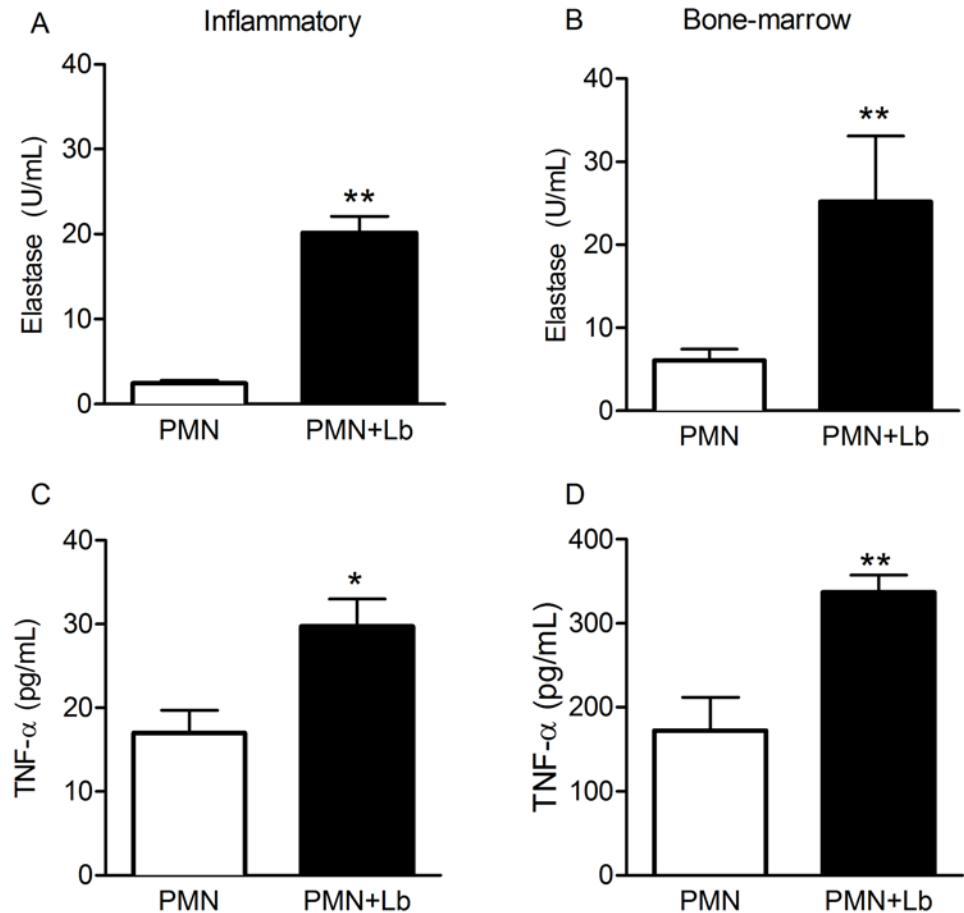 A
Inflammatory
Elastase (U/mL)
40
30
20
10
0
**
PMN
PMN+Lb
B
Bone-marrow
Elastase (U/mL)
40
30
20
10
0
**
PMN
PMN+Lb
C
TNF-α (pg/mL)
40
30
20
10
0
*
PMN
PMN+Lb
D
TNF-α (pg/mL)
400
300
200
100
0
**
PMN
PMN+Lb